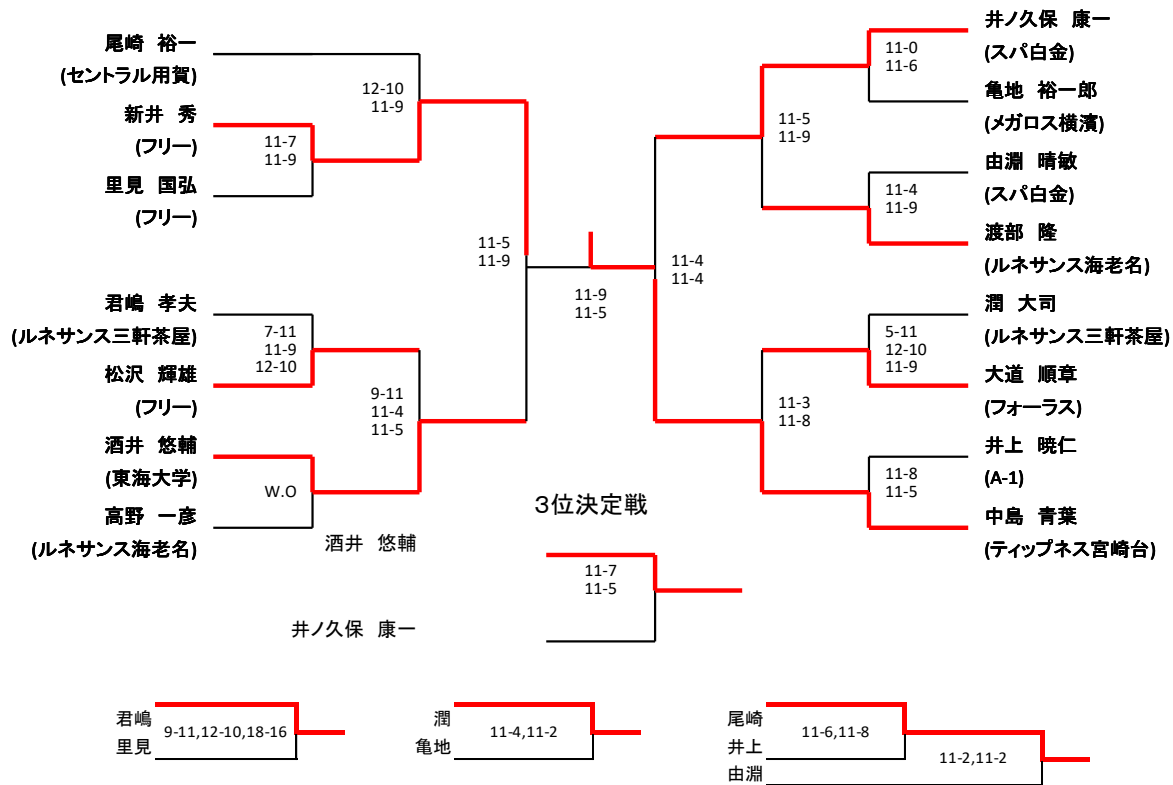 尾崎 裕一
(セントラル用賀)
12-10
11-9
新井 秀
(フリー)
11-7
11-9
里見 国弘
(フリー)
11-5
11-9
君嶋 孝夫
(ルネサンス三軒茶屋)
7-11
11-9
12-10
松沢 輝雄
(フリー)
9-11
11-4
11-5
酒井 悠輔
(東海大学)
W.O
高野 一彦
(ルネサンス海老名)
11-9
11-5
井ノ久保 康一
(スパ白金)
11-0
11-6
亀地 裕一郎
(メガロス横濱)
11-5
11-9
由淵 晴敏
(スパ白金)
11-4
11-9
渡部 隆
(ルネサンス海老名)
11-4
11-4
潤 大司
(ルネサンス三軒茶屋)
5-11
12-10
11-9
大道 順章
(フォーラス)
11-3
11-8
井上 暁仁
(A-1)
11-8
11-5
中島 青葉
(ティップネス宮崎台)
3位決定戦
酒井 悠輔
11-7
11-5
井ノ久保 康一
君嶋
9-11,12-10,18-16
里見
潤
11-4,11-2
亀地
尾崎
11-6,11-8
井上
11-2,11-2
由淵